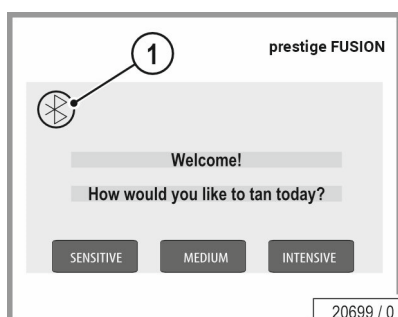 1
prestige FUSION
Welcome!
How would you like to tan today?
SENSITIVE MEDIUM INTENSIVE
20699 / 0